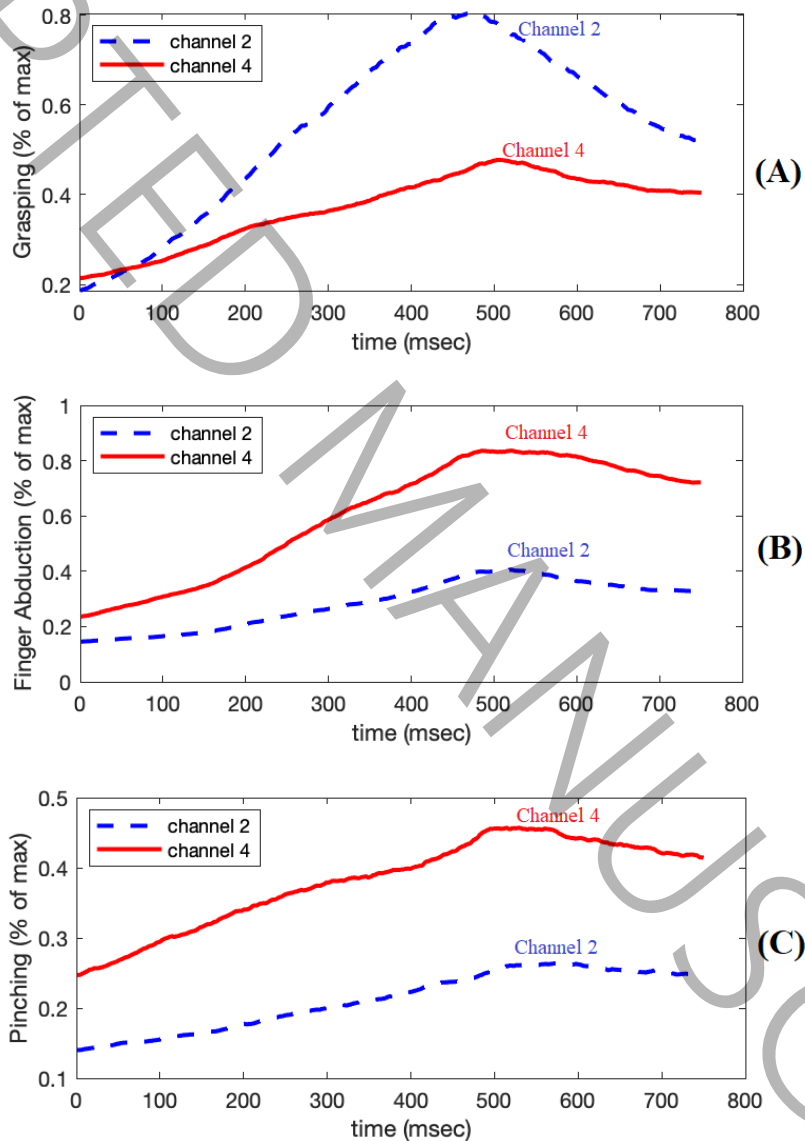 0.8
0.6
0.4
0.2
Grasping (% of max)
channel 2
channel 4
Channel 2
Channel 4
(A)
0 100 200 300 400 500 600 700 800
time (msec)
1
0.8
0.6
0.4
0.2
0
Finger Abduction (% of max)
channel 2
channel 4
Channel 4
Channel 2
(B)
0 100 200 300 400 500 600 700 800
time (msec)
0.5
0.4
0.3
0.2
0.1
Pinching (% of max)
channel 2
channel 4
Channel 4
Channel 2
(C)
0 100 200 300 400 500 600 700 800
time (msec)
TED MANUSC